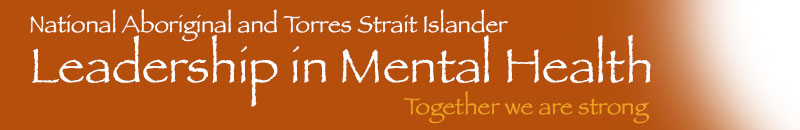 National Aboriginal and Torres Strait Islander
Leadership in Mental Health
Together we are strong